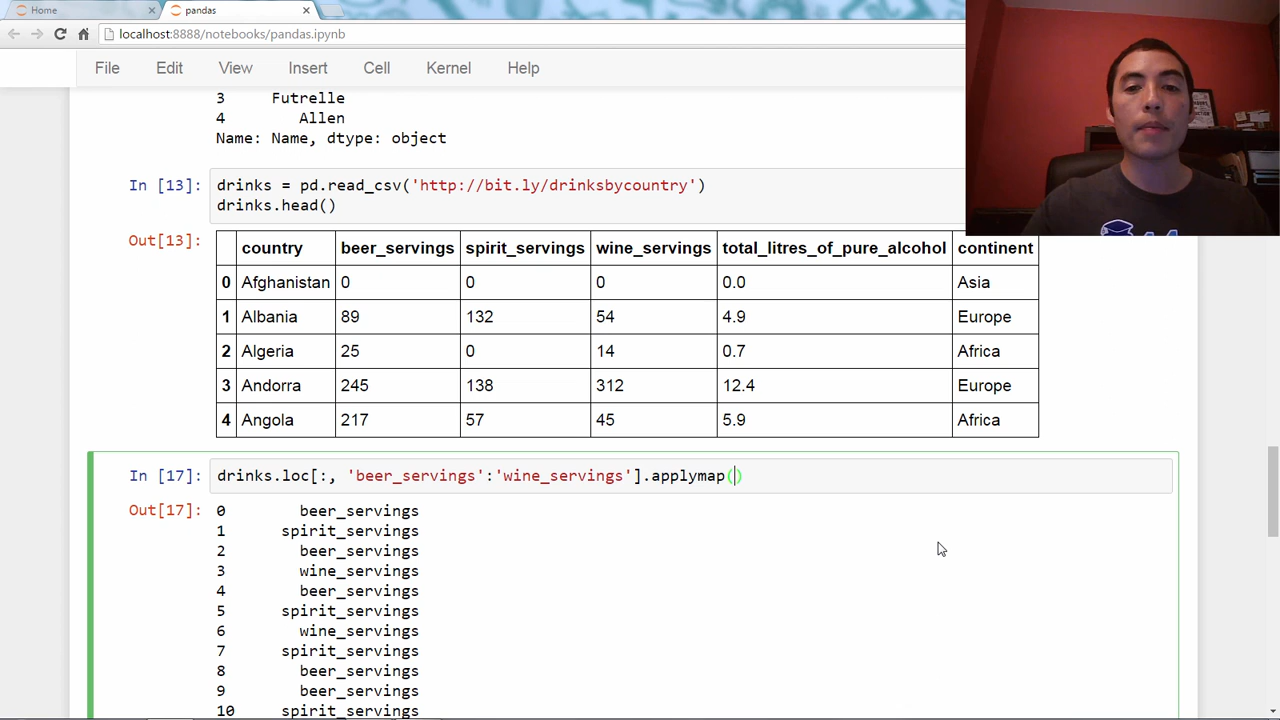 Home
pandas
localhost:8888/notebooks/pandas.ipynb
File Edit View Insert Cell Kernel Help
3 Futrelle
4 Allen
Name: Name, dtype: object
In [13]: drinks = pd.read_csv('http://bit.ly/drinksbycountry')
drinks.head()
Out[13]:
country beer_servings spirit_servings wine_servings total_litres_of_pure_alcohol continent
0 Afghanistan 0 0 0 0.0 Asia
1 Albania 89 132 54 4.9 Europe
2 Algeria 25 0 14 0.7 Africa
3 Andorra 245 138 312 12.4 Europe
4 Angola 217 57 45 5.9 Africa
In [17]: drinks.loc[:, 'beer_servings':'wine_servings'].applymap()
Out[17]: 0 beer_servings
1 spirit_servings
2 beer_servings
3 wine_servings
4 beer_servings
5 spirit_servings
6 wine_servings
7 spirit_servings
8 beer_servings
9 beer_servings
10 spirit_servings